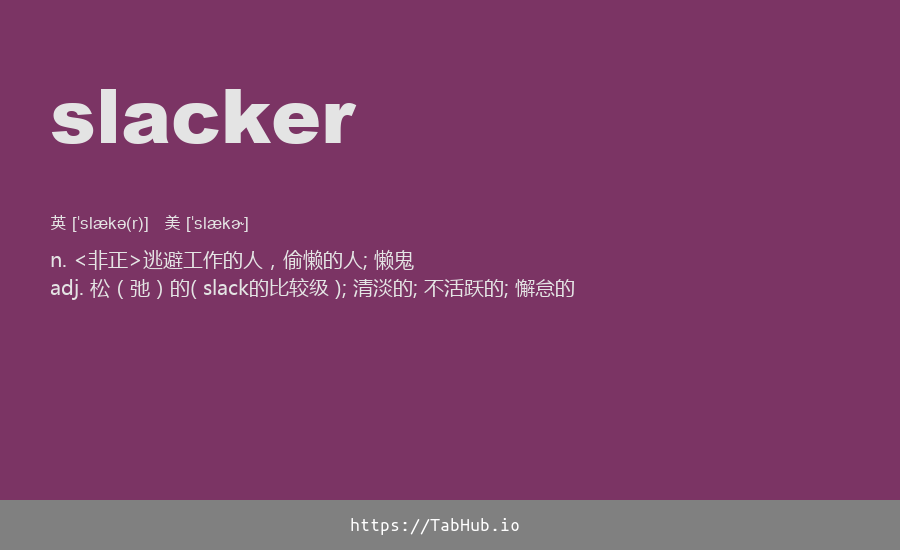 slacker
英 [ˈslækə(r)] 美 [ˈslækɚ]
n. <非正>逃避工作的人，偷懒的人; 懒鬼
adj. 松（弛）的( slack的比较级 ); 清淡的; 不活跃的; 懈怠的
https://TabHub.io